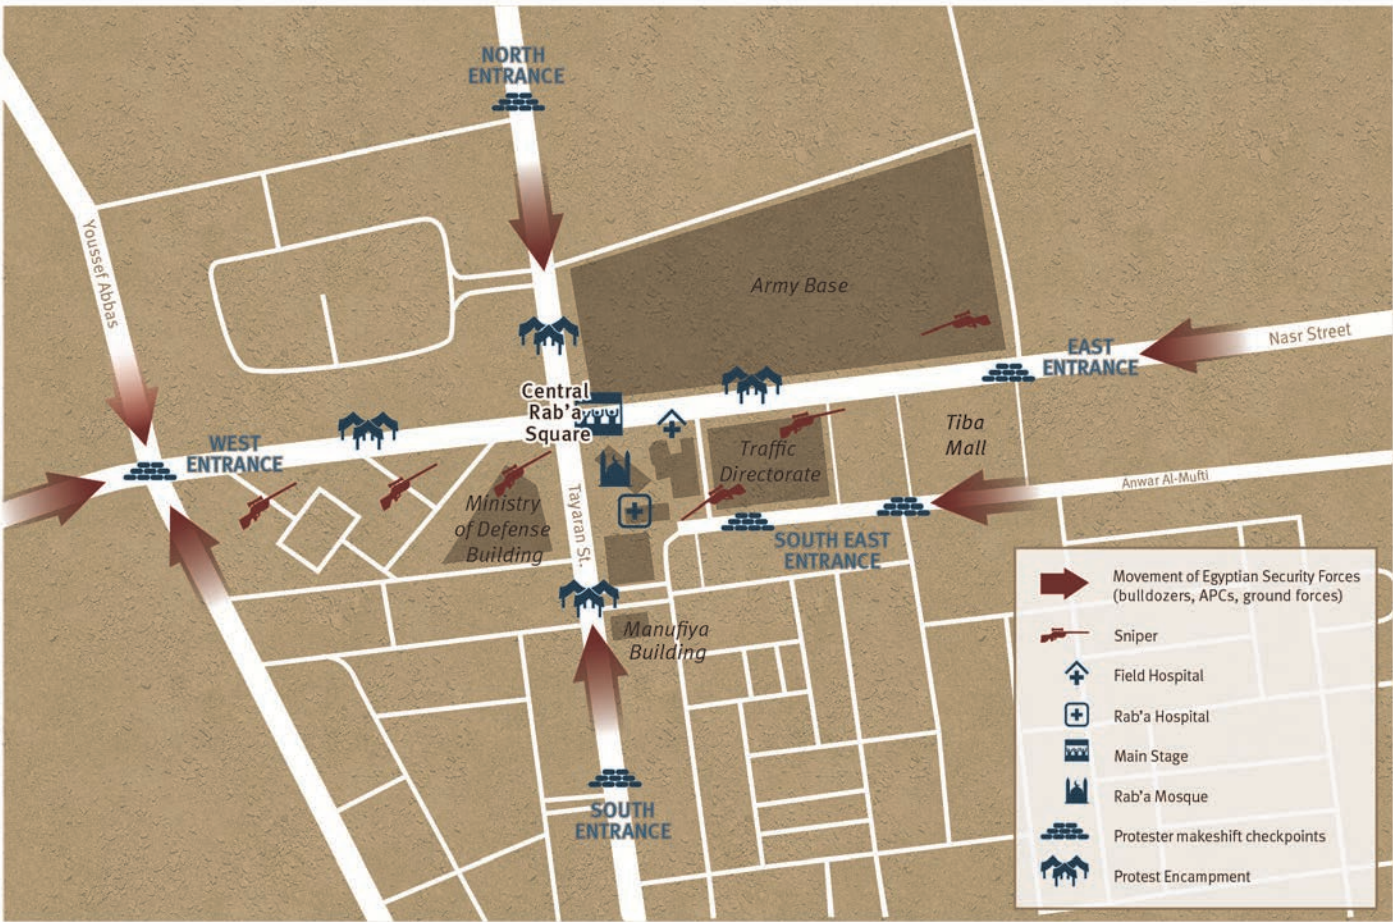 NORTH
ENTRANCE
Youssef Abbas
Army Base
Nasr Street
EAST
ENTRANCE
Central
Rab'a
Square
WEST
ENTRANCE
Tiba
Mall
Traffic
Directorate
Anwar Al-Mufti
Ministry
of Defense
Building
Tayaran St.
SOUTH EAST
ENTRANCE
Manufiya
Building
SOUTH
ENTRANCE
Movement of Egyptian Security Forces
(bulldozers, APCs, ground forces)
Sniper
Field Hospital
Rab'a Hospital
Main Stage
Rab'a Mosque
Protester makeshift checkpoints
Protest Encampment